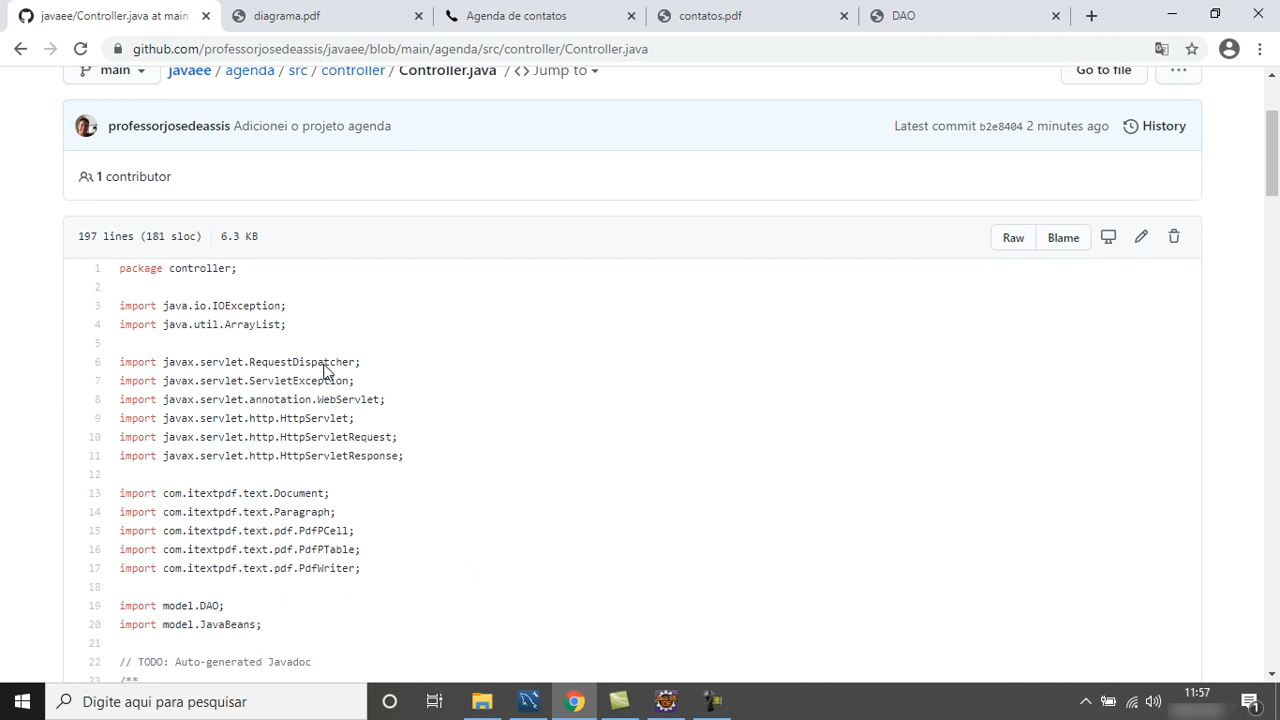 javaee/Controller.java at main
diagrama.pdf
Agenda de contatos
contatos.pdf
DAO
github.com/professorjosedeassis/javaee/blob/main/agenda/src/controller/Controller.java
main
javaee / agenda / src / controller / Controller.java / <> Jump to
Go to file
professorjosedeassis Adicionei o projeto agenda
Latest commit b2e8404 2 minutes ago
History
1 contributor
197 lines (181 sloc) 6.3 KB
Raw
Blame
1 package controller;
2
3 import java.io.IOException;
4 import java.util.ArrayList;
5
6 import javax.servlet.RequestDispatcher;
7 import javax.servlet.ServletException;
8 import javax.servlet.annotation.WebServlet;
9 import javax.servlet.http.HttpServlet;
10 import javax.servlet.http.HttpServletRequest;
11 import javax.servlet.http.HttpServletResponse;
12
13 import com.itextpdf.text.Document;
14 import com.itextpdf.text.Paragraph;
15 import com.itextpdf.text.pdf.PdfPCell;
16 import com.itextpdf.text.pdf.PdfPTable;
17 import com.itextpdf.text.pdf.PdfWriter;
18
19 import model.DAO;
20 import model.JavaBeans;
21
22 // TODO: Auto-generated Javadoc
23 /**
Digite aqui para pesquisar
11:57
1